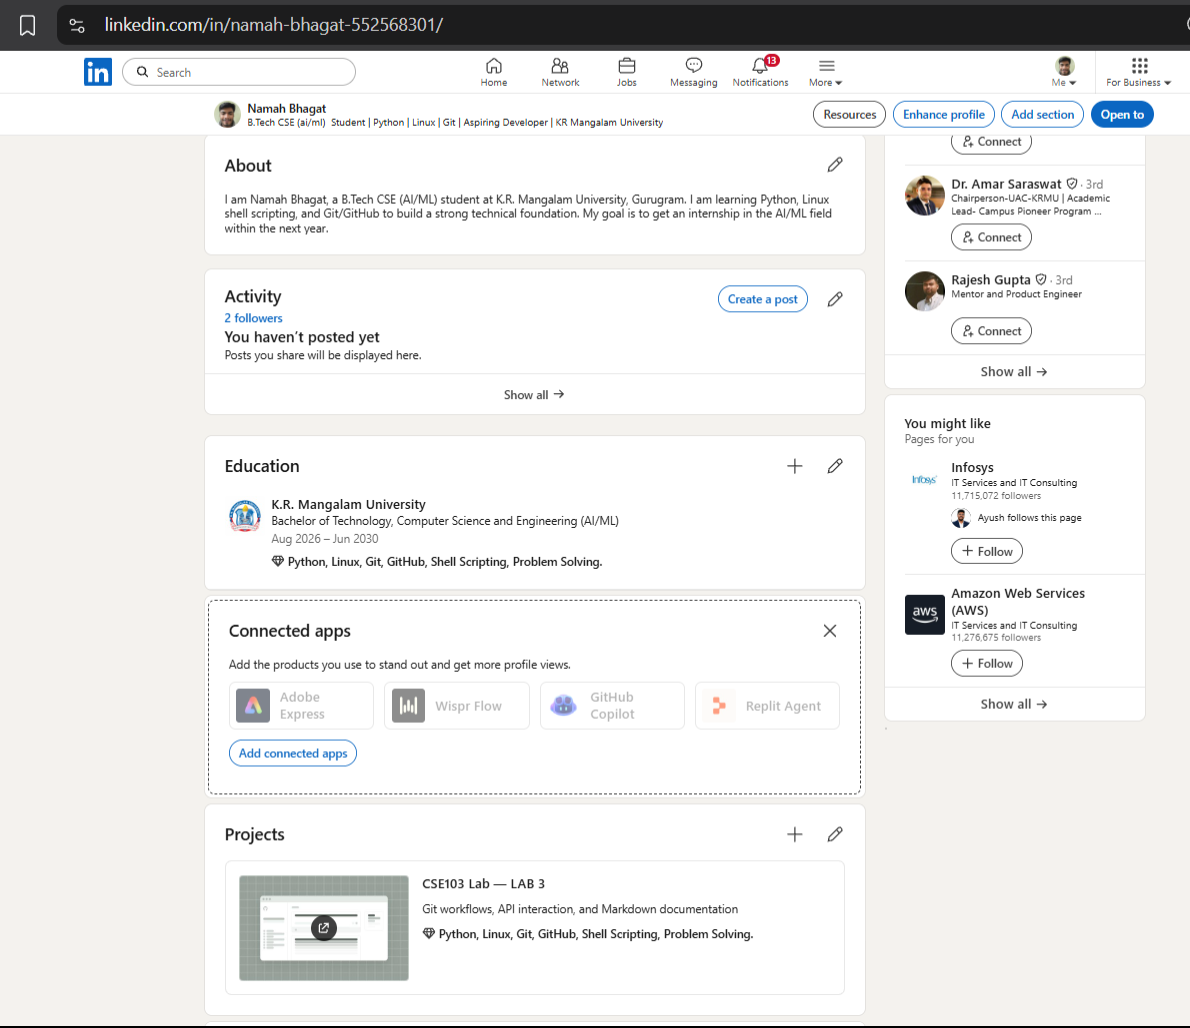 linkedin.com/in/namah-bhagat-552568301/
in
Search
Home
Network
Jobs
Messaging
13
Notifications
More
Me
For Business
Namah Bhagat
B.Tech CSE (ai/ml) Student | Python | Linux | Git | Aspiring Developer | KR Mangalam University
Resources
Enhance profile
Add section
Open to
About
I am Namah Bhagat, a B.Tech CSE (AI/ML) student at K.R. Mangalam University, Gurugram. I am learning Python, Linux
shell scripting, and Git/GitHub to build a strong technical foundation. My goal is to get an internship in the AI/ML field
within the next year.
Activity
2 followers
Create a post
You haven't posted yet
Posts you share will be displayed here.
Show all →
Education
K.R. Mangalam University
Bachelor of Technology, Computer Science and Engineering (AI/ML)
Aug 2026 – Jun 2030
Python, Linux, Git, GitHub, Shell Scripting, Problem Solving.
Connected apps
Add the products you use to stand out and get more profile views.
Adobe
Express
Wispr Flow
GitHub
Copilot
Replit Agent
Add connected apps
Projects
CSE103 Lab — LAB 3
Git workflows, API interaction, and Markdown documentation
Python, Linux, Git, GitHub, Shell Scripting, Problem Solving.
Connect
Dr. Amar Saraswat · 3rd
Chairperson-UAC-KRMU | Academic
Lead- Campus Pioneer Program ...
Connect
Rajesh Gupta · 3rd
Mentor and Product Engineer
Connect
Show all →
You might like
Pages for you
Infosys
Infosys
IT Services and IT Consulting
11,715,072 followers
Ayush follows this page
+ Follow
aws
Amazon Web Services
(AWS)
IT Services and IT Consulting
11,276,675 followers
+ Follow
Show all →